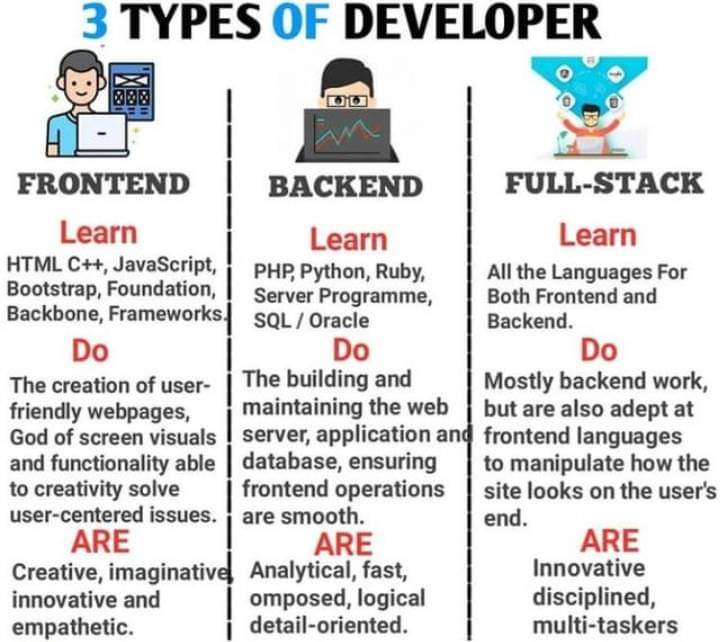 3 TYPES OF DEVELOPER
FRONTEND
Learn
HTML C++, JavaScript,
Bootstrap, Foundation,
Backbone, Frameworks.
Do
The creation of user-
friendly webpages,
God of screen visuals
and functionality able
to creativity solve
user-centered issues.
ARE
Creative, imaginative,
innovative and
empathetic.
BACKEND
Learn
PHP, Python, Ruby,
Server Programme,
SQL / Oracle
Do
The building and
maintaining the web
server, application and
database, ensuring
frontend operations
are smooth.
ARE
Analytical, fast,
omposed, logical
detail-oriented.
FULL-STACK
Learn
All the Languages For
Both Frontend and
Backend.
Do
Mostly backend work,
but are also adept at
frontend languages
to manipulate how the
site looks on the user's
end.
ARE
Innovative
disciplined,
multi-taskers